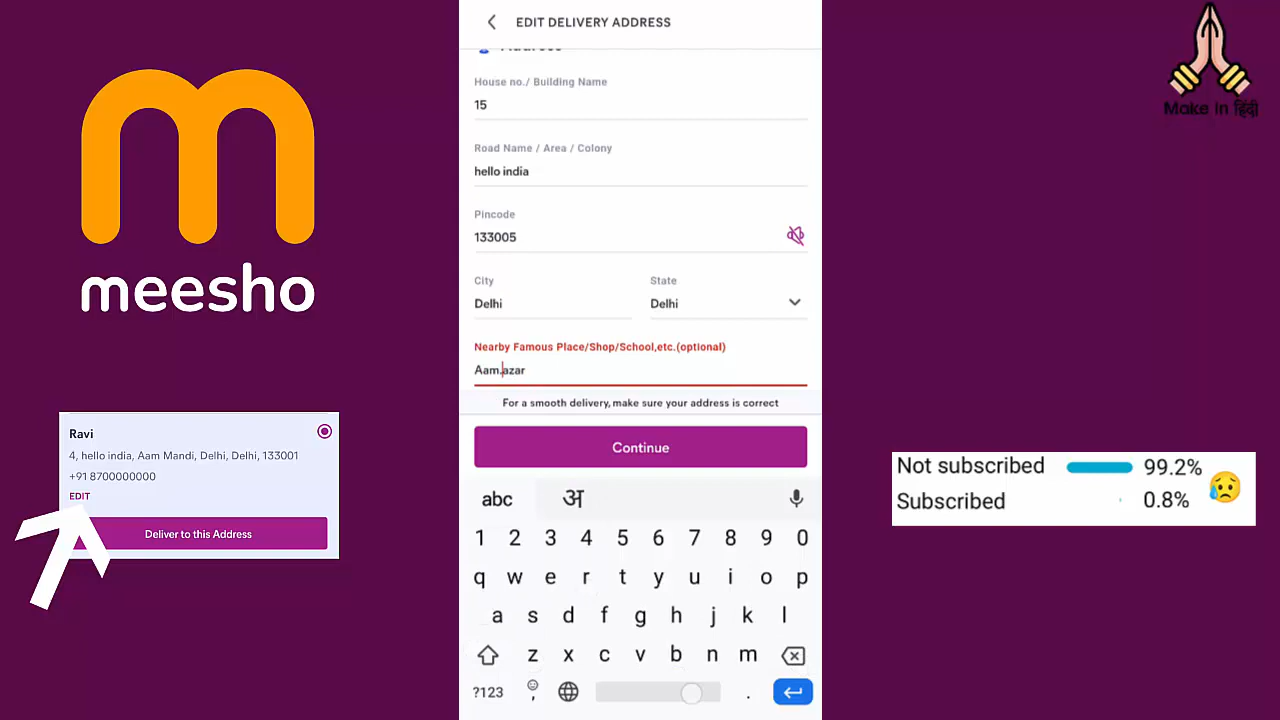 meesho
Ravi
4, hello india, Aam Mandi, Delhi, Delhi, 133001
+91 8700000000
EDIT
Deliver to this Address
EDIT DELIVERY ADDRESS
Address
House no./ Building Name
15
Road Name / Area / Colony
hello india
Pincode
133005
City
Delhi
State
Delhi
Nearby Famous Place/Shop/School,etc.(optional)
Aam.azar
For a smooth delivery, make sure your address is correct
Continue
abc अ
1 2 3 4 5 6 7 8 9 0
q w e r t y u i o p
a s d f g h j k l
z x c v b n m
?123 , .
Make In हिंदी
Not subscribed 99.2%
Subscribed 0.8%